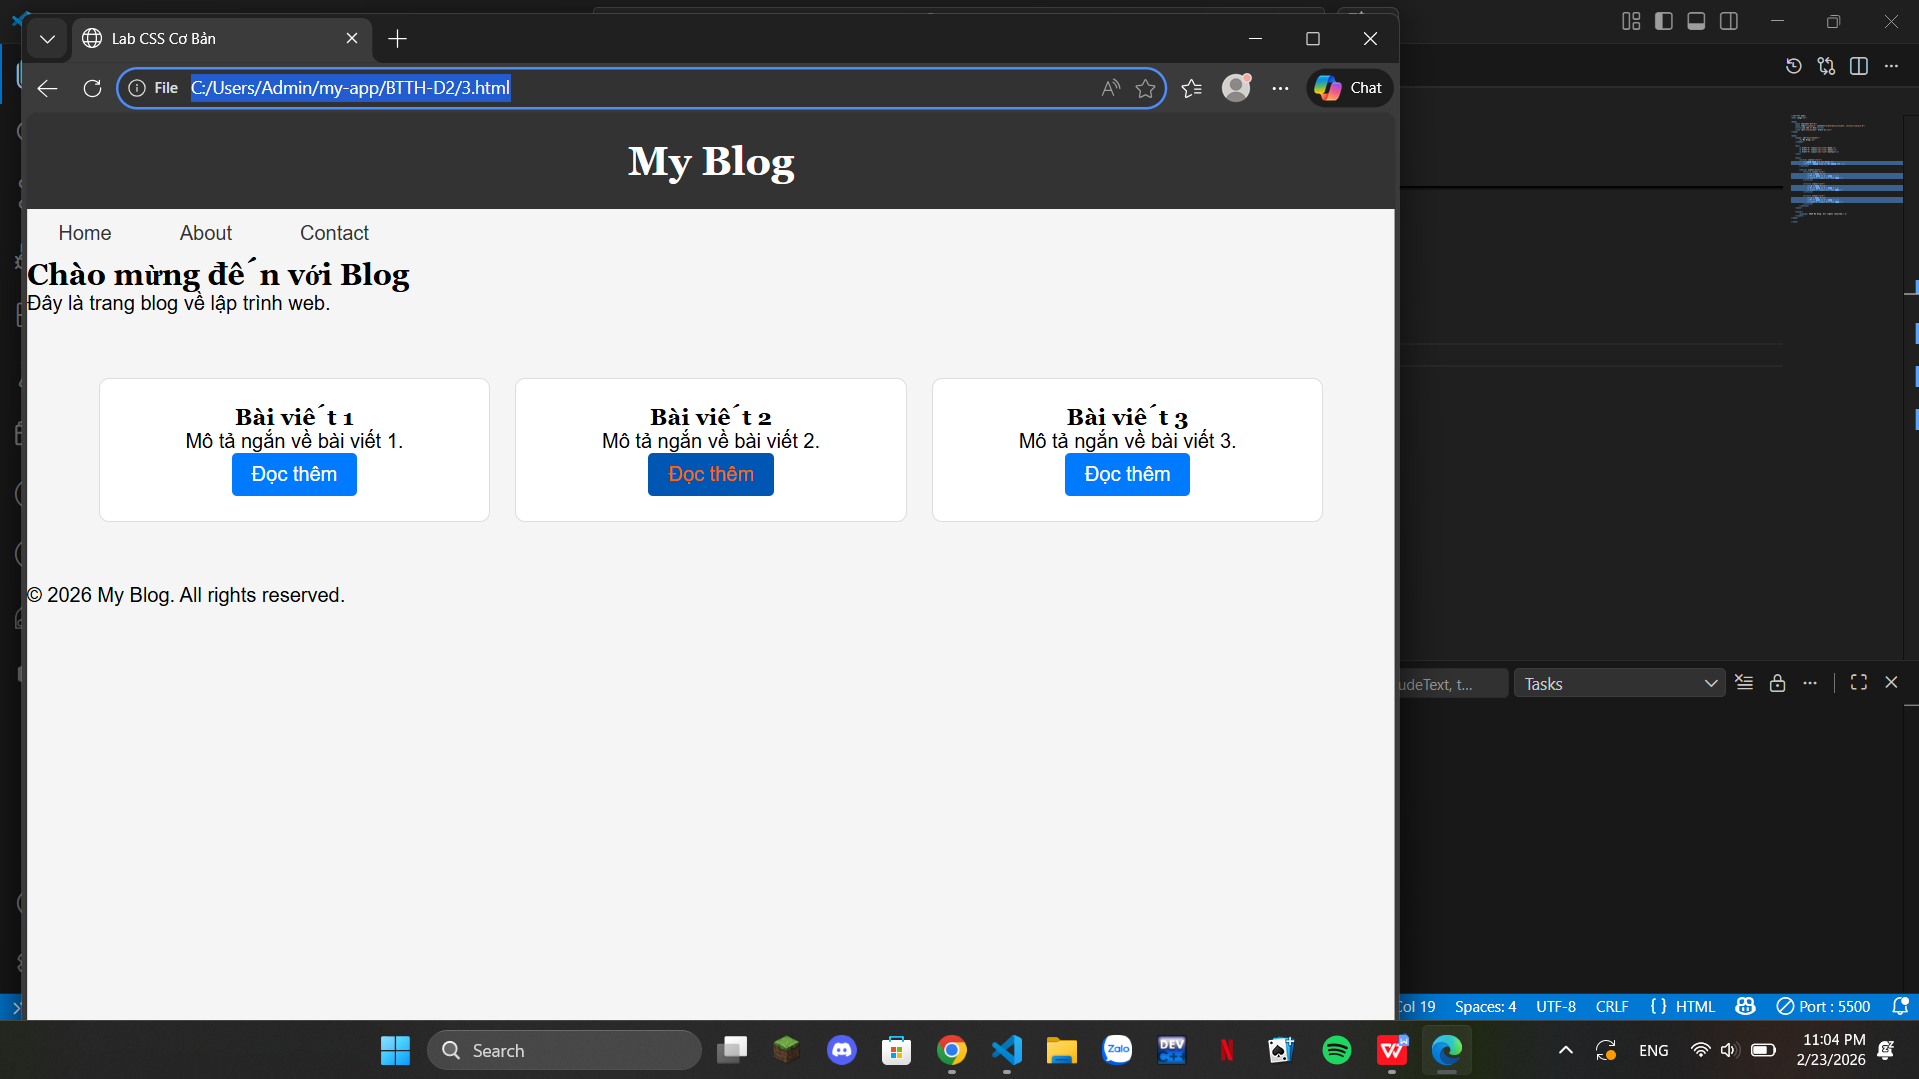 Lab CSS Cơ Bản
File C:/Users/Admin/my-app/BTTH-D2/3.html
Chat
My Blog
Home About Contact
Chào mừng đến với Blog
Đây là trang blog về lập trình web.
Bài viết 1
Mô tả ngắn về bài viết 1.
Đọc thêm
Bài viết 2
Mô tả ngắn về bài viết 2.
Đọc thêm
Bài viết 3
Mô tả ngắn về bài viết 3.
Đọc thêm
© 2026 My Blog. All rights reserved.
udeText, t... Tasks
Col 19 Spaces: 4 UTF-8 CRLF { } HTML Port : 5500
Search
Zalo
DEV
C++
ENG
11:04 PM
2/23/2026